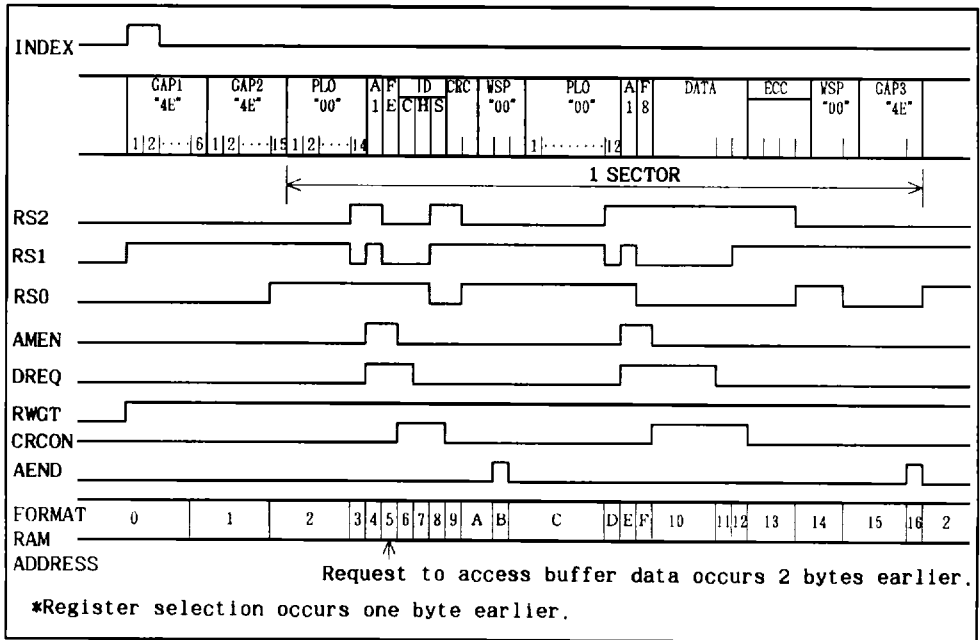 INDEX
GAP1 GAP2 PLO A F ID CRC WSP PLO A F DATA ECC WSP GAP3
"4E" "4E" "00" 1 E C H S "00" "00" 1 8 "00" "4E"
1 2 ···· 6 1 2 ···· 15 1 2 ···· 14 1 ········ 12
1 SECTOR
RS2
RS1
RS0
AMEN
DREQ
RWGT
CRCON
AEND
FORMAT 0 1 2 3 4 5 6 7 8 9 A B C D E F 10 11 12 13 14 15 16 2
RAM
ADDRESS
Request to access buffer data occurs 2 bytes earlier.
*Register selection occurs one byte earlier.